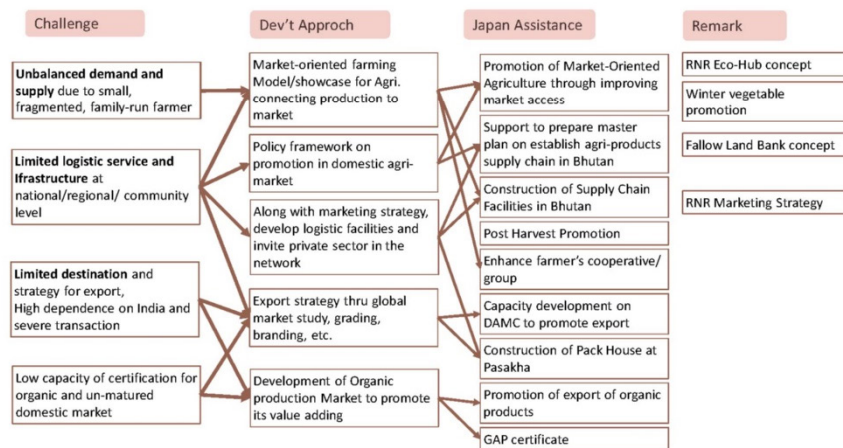 Challenge
Dev't Approch
Japan Assistance
Remark
Unbalanced demand and
supply due to small,
fragmented, family-run farmer
Limited logistic service and
Ifrastructure at
national/regional/ community
level
Limited destination and
strategy for export,
High dependence on India and
severe transaction
Low capacity of certification for
organic and un-matured
domestic market
Market-oriented farming
Model/showcase for Agri.
connecting production to
market
Policy framework on
promotion in domestic agri-
market
Along with marketing strategy,
develop logistic facilities and
invite private sector in the
network
Export strategy thru global
market study, grading,
branding, etc.
Development of Organic
production Market to promote
its value adding
Promotion of Market-Oriented
Agriculture through improving
market access
Support to prepare master
plan on establish agri-products
supply chain in Bhutan
Construction of Supply Chain
Facilities in Bhutan
Post Harvest Promotion
Enhance farmer's cooperative/
group
Capacity development on
DAMC to promote export
Construction of Pack House at
Pasakha
Promotion of export of organic
products
GAP certificate
RNR Eco-Hub concept
Winter vegetable
promotion
Fallow Land Bank concept
RNR Marketing Strategy